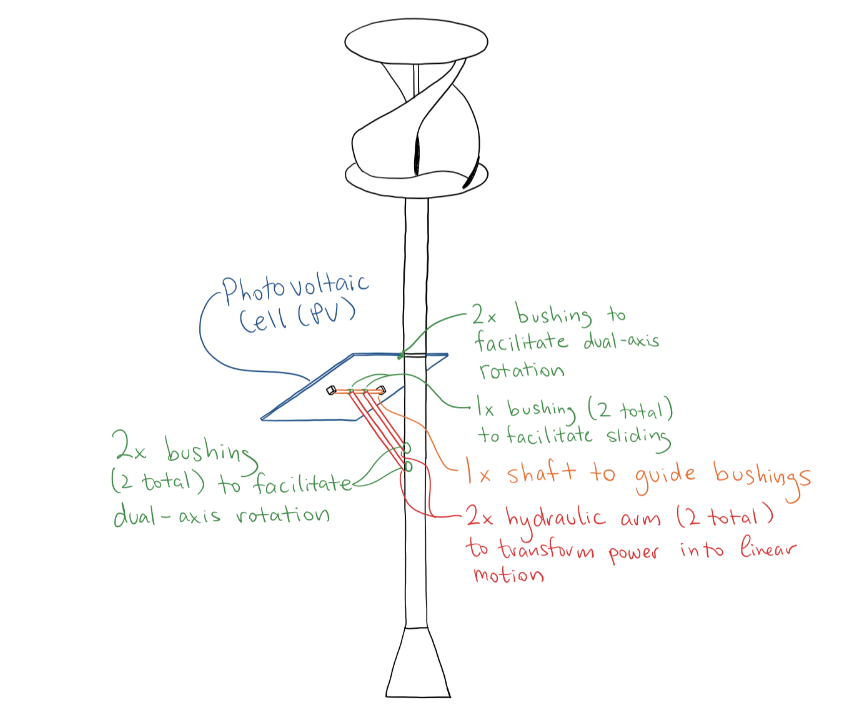 Photovoltaic
Cell (PV)
2x bushing to
facilitate dual-axis
rotation
1x bushing (2 total)
to facilitate sliding
2x bushing
(2 total) to facilitate
dual-axis rotation
1x shaft to guide bushings
2x hydraulic arm (2 total)
to transform power into linear
motion